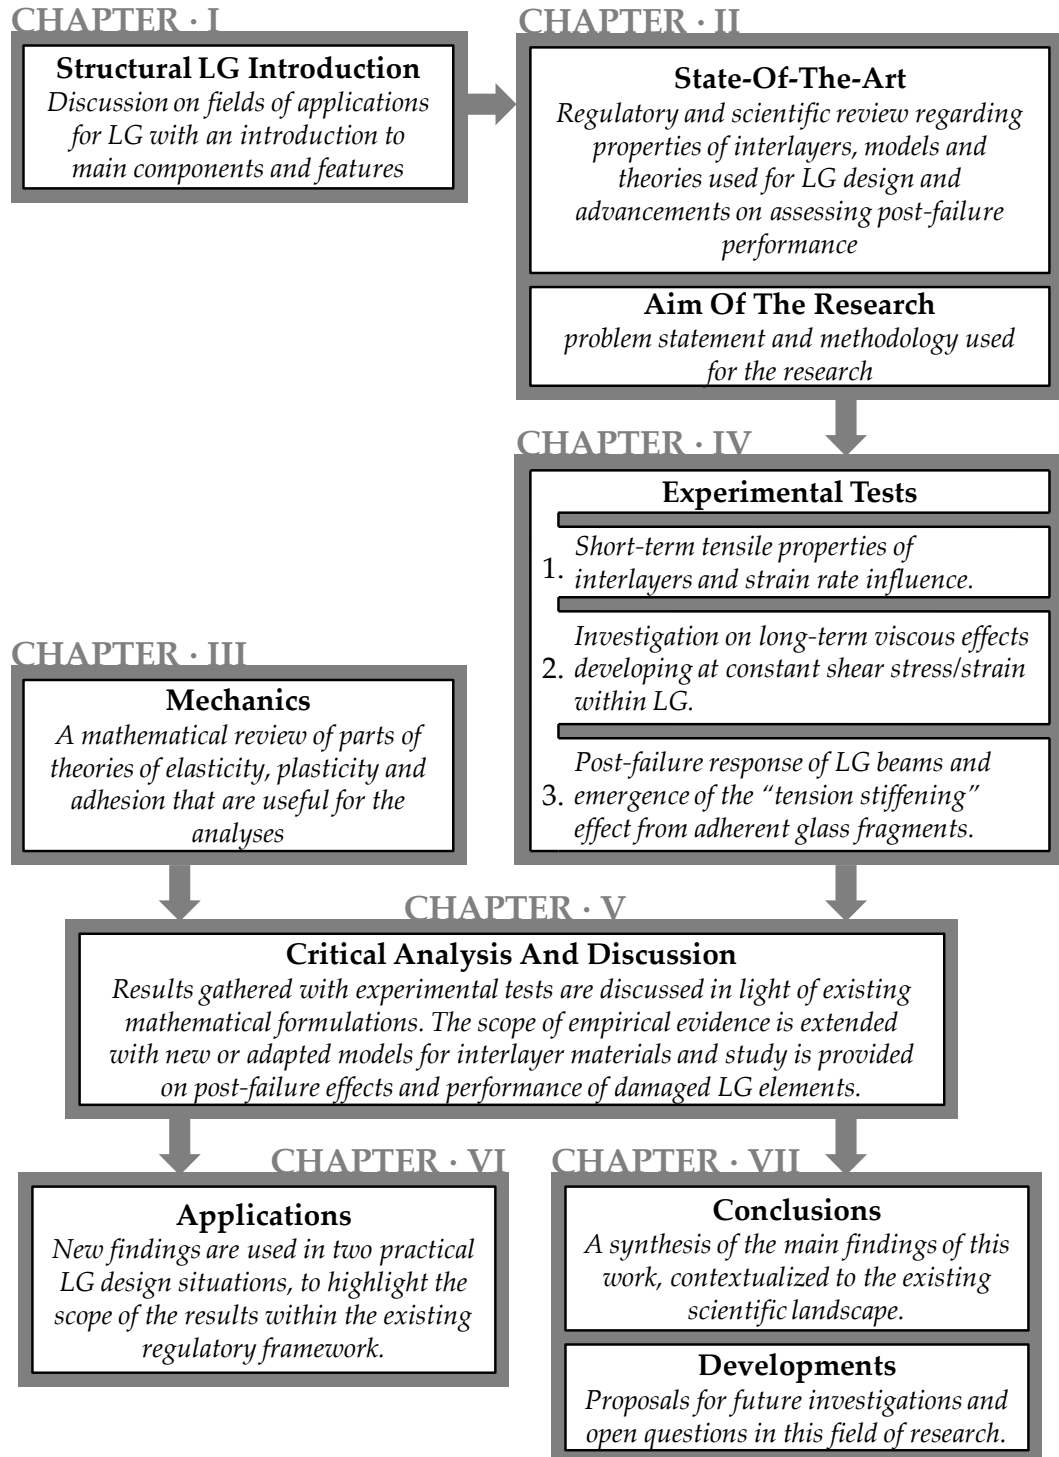 CHAPTER · I
Structural LG Introduction
Discussion on fields of applications
for LG with an introduction to
main components and features
CHAPTER · II
State-Of-The-Art
Regulatory and scientific review regarding
properties of interlayers, models and
theories used for LG design and
advancements on assessing post-failure
performance
Aim Of The Research
problem statement and methodology used
for the research
CHAPTER · III
Mechanics
A mathematical review of parts of
theories of elasticity, plasticity and
adhesion that are useful for the
analyses
CHAPTER · IV
Experimental Tests
1. Short-term tensile properties of
interlayers and strain rate influence.
2. Investigation on long-term viscous effects
developing at constant shear stress/strain
within LG.
3. Post-failure response of LG beams and
emergence of the “tension stiffening”
effect from adherent glass fragments.
CHAPTER · V
Critical Analysis And Discussion
Results gathered with experimental tests are discussed in light of existing
mathematical formulations. The scope of empirical evidence is extended
with new or adapted models for interlayer materials and study is provided
on post-failure effects and performance of damaged LG elements.
CHAPTER · VI
Applications
New findings are used in two practical
LG design situations, to highlight the
scope of the results within the existing
regulatory framework.
CHAPTER · VII
Conclusions
A synthesis of the main findings of this
work, contextualized to the existing
scientific landscape.
Developments
Proposals for future investigations and
open questions in this field of research.